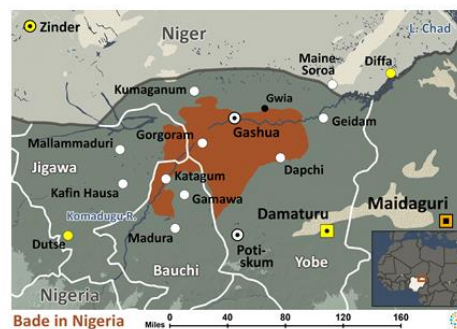 Zinder
Niger
L. Chad
Maine-
Soroa
Diffa
Kumaganum
Gwia
Gashua
Geidam
Gorgoram
Mallammaduri
Jigawa
Dapchi
Katagum
Kafin Hausa
Gamawa
Komadugu-R.
Damaturu
Maidaguri
Dutse
Madura
Poti-
skum
Yobe
Bauchi
Nigeria
Bade in Nigeria
Miles 0 40 80 120 160